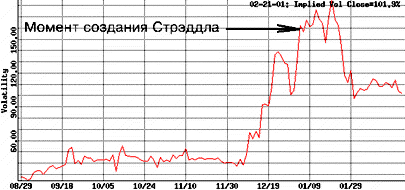 02-21-01; Implied Vol Close=101,9%
Момент создания Стрэддла
Volatility
150,00
120,00
90,00
60,00
30,00
08/29 09/18 10/05 10/24 11/10 11/30 12/19 01/09 01/29